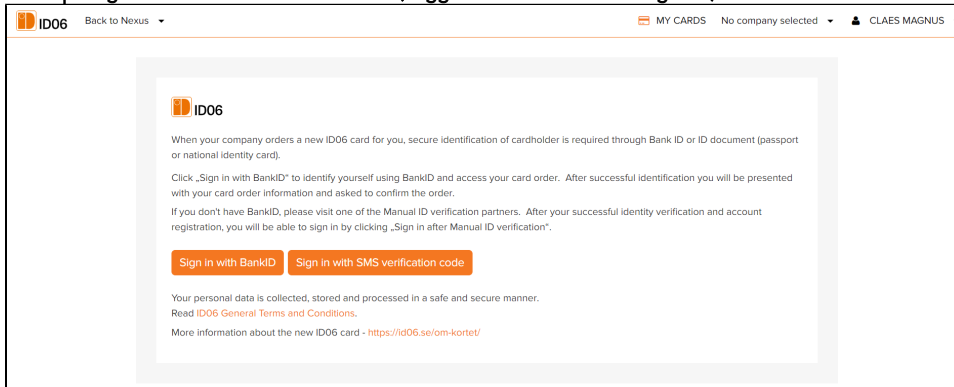 ID06 Back to Nexus MY CARDS No company selected CLAES MAGNUS
ID06
When your company orders a new ID06 card for you, secure identification of cardholder is required through Bank ID or ID document (passport
or national identity card).
Click „Sign in with BankID“ to identify yourself using BankID and access your card order. After successful identification you will be presented
with your card order information and asked to confirm the order.
If you don't have BankID, please visit one of the Manual ID verification partners. After your successful identity verification and account
registration, you will be able to sign in by clicking „Sign in after Manual ID verification“.
Sign in with BankID Sign in with SMS verification code
Your personal data is collected, stored and processed in a safe and secure manner.
Read ID06 General Terms and Conditions.
More information about the new ID06 card - https://id06.se/om-kortet/